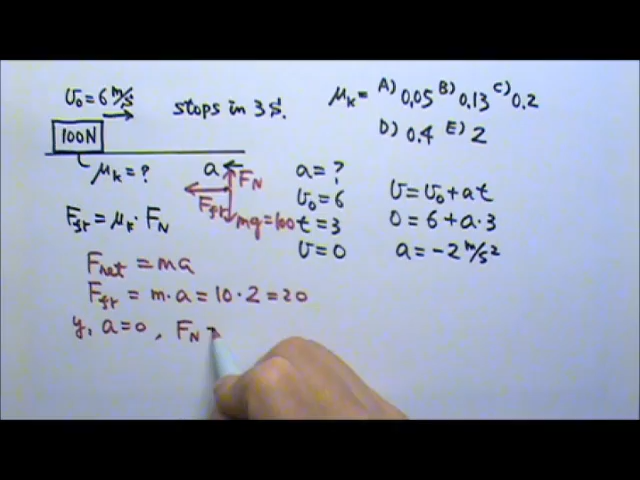 υ₀ = 6 m/s
stops in 3 s.
μₖ = A) 0,05 B) 0.13 C) 0.2
D) 0.4 E) 2
100N
μₖ = ?
Ffr = μₖ · FN
a
FN
Ffr
mg = 100
a = ?
υ₀ = 6
t = 3
υ = 0
υ = υ₀ + at
0 = 6 + a · 3
a = -2 m/s²
Fnet = ma
Ffr = m · a = 10 · 2 = 20
y, a = 0, FN =